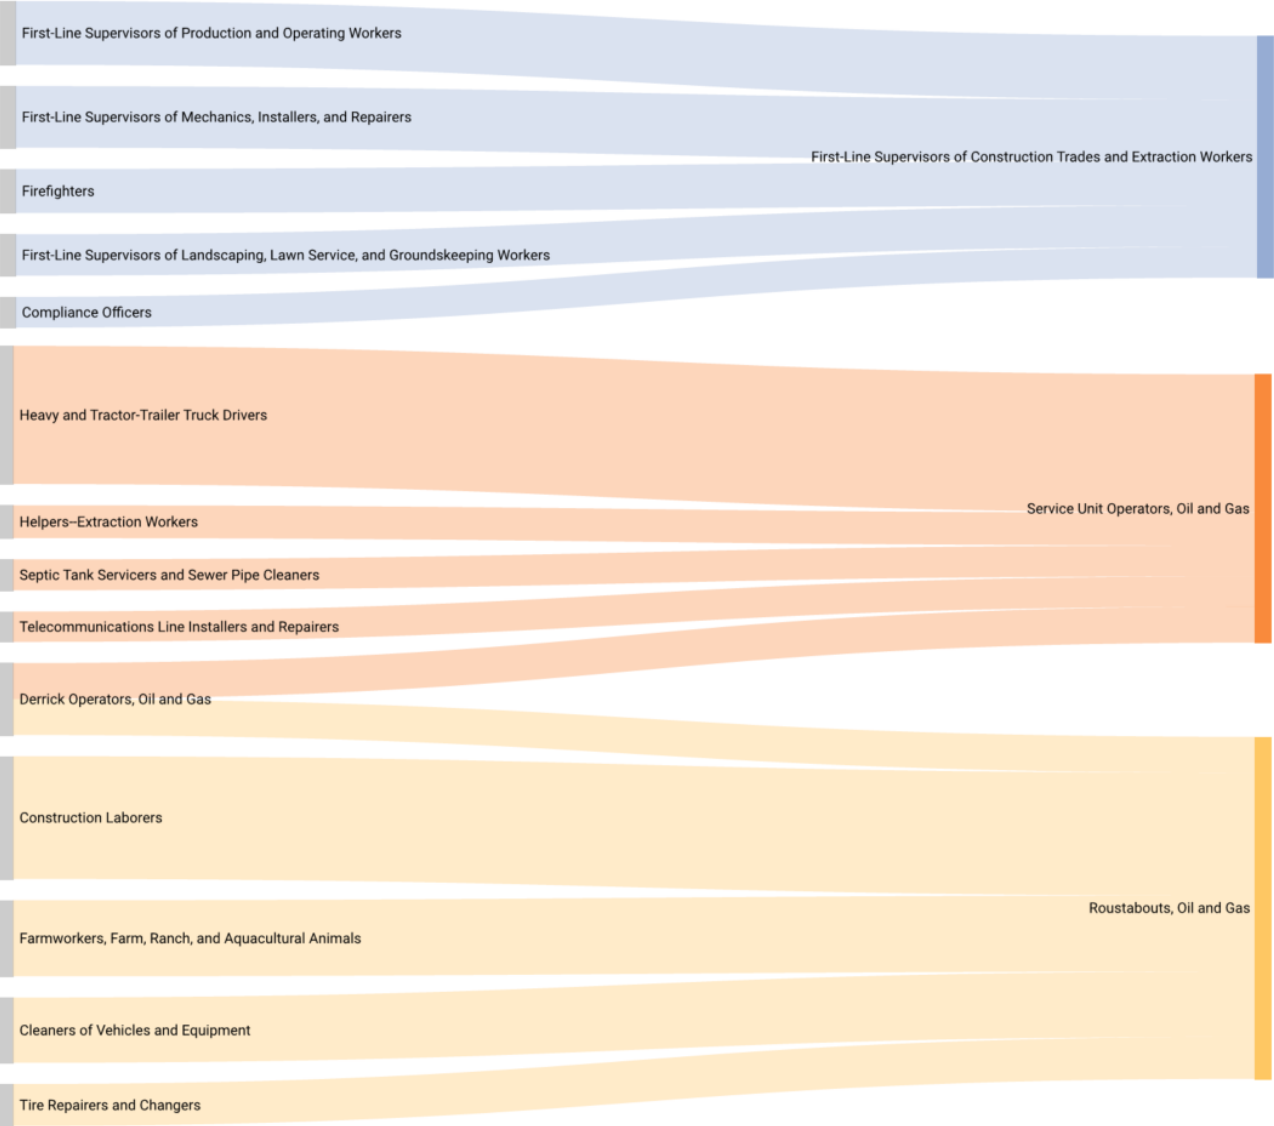 First-Line Supervisors of Production and Operating Workers
First-Line Supervisors of Mechanics, Installers, and Repairers
First-Line Supervisors of Construction Trades and Extraction Workers
Firefighters
First-Line Supervisors of Landscaping, Lawn Service, and Groundskeeping Workers
Compliance Officers
Heavy and Tractor-Trailer Truck Drivers
Service Unit Operators, Oil and Gas
Helpers--Extraction Workers
Septic Tank Servicers and Sewer Pipe Cleaners
Telecommunications Line Installers and Repairers
Derrick Operators, Oil and Gas
Construction Laborers
Roustabouts, Oil and Gas
Farmworkers, Farm, Ranch, and Aquacultural Animals
Cleaners of Vehicles and Equipment
Tire Repairers and Changers